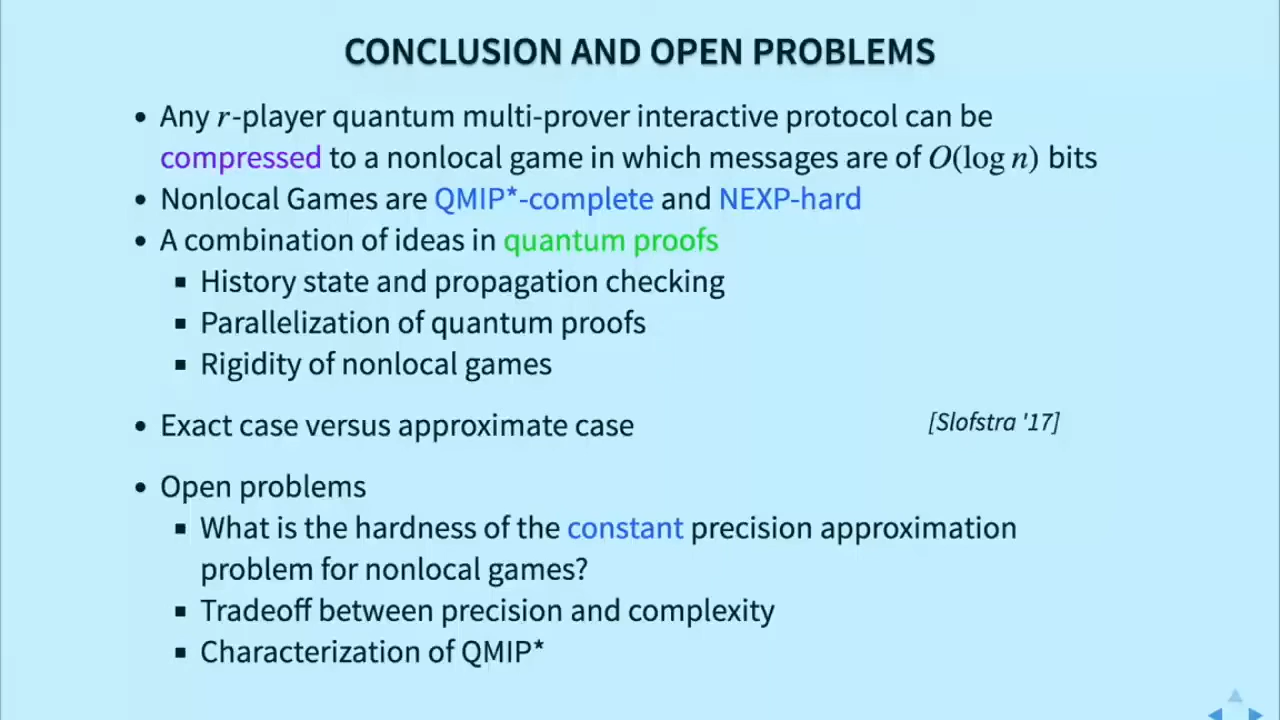 CONCLUSION AND OPEN PROBLEMS
• Any r-player quantum multi-prover interactive protocol can be
compressed to a nonlocal game in which messages are of O(log n) bits
• Nonlocal Games are QMIP*-complete and NEXP-hard
• A combination of ideas in quantum proofs
▪ History state and propagation checking
▪ Parallelization of quantum proofs
▪ Rigidity of nonlocal games
• Exact case versus approximate case [Slofstra '17]
• Open problems
▪ What is the hardness of the constant precision approximation
problem for nonlocal games?
▪ Tradeoff between precision and complexity
▪ Characterization of QMIP*